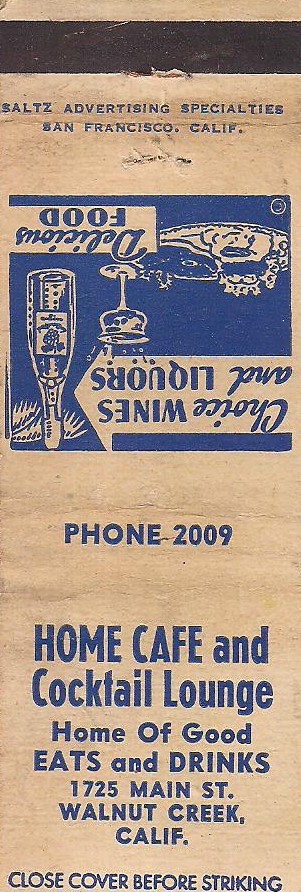 SALTZ ADVERTISING SPECIALTIES
SAN FRANCISCO, CALIF.
Choice WINES
and LIQUORS
Delicious
FOOD
PHONE 2009
HOME CAFE and
Cocktail Lounge
Home Of Good
EATS and DRINKS
1725 MAIN ST.
WALNUT CREEK,
CALIF.
CLOSE COVER BEFORE STRIKING